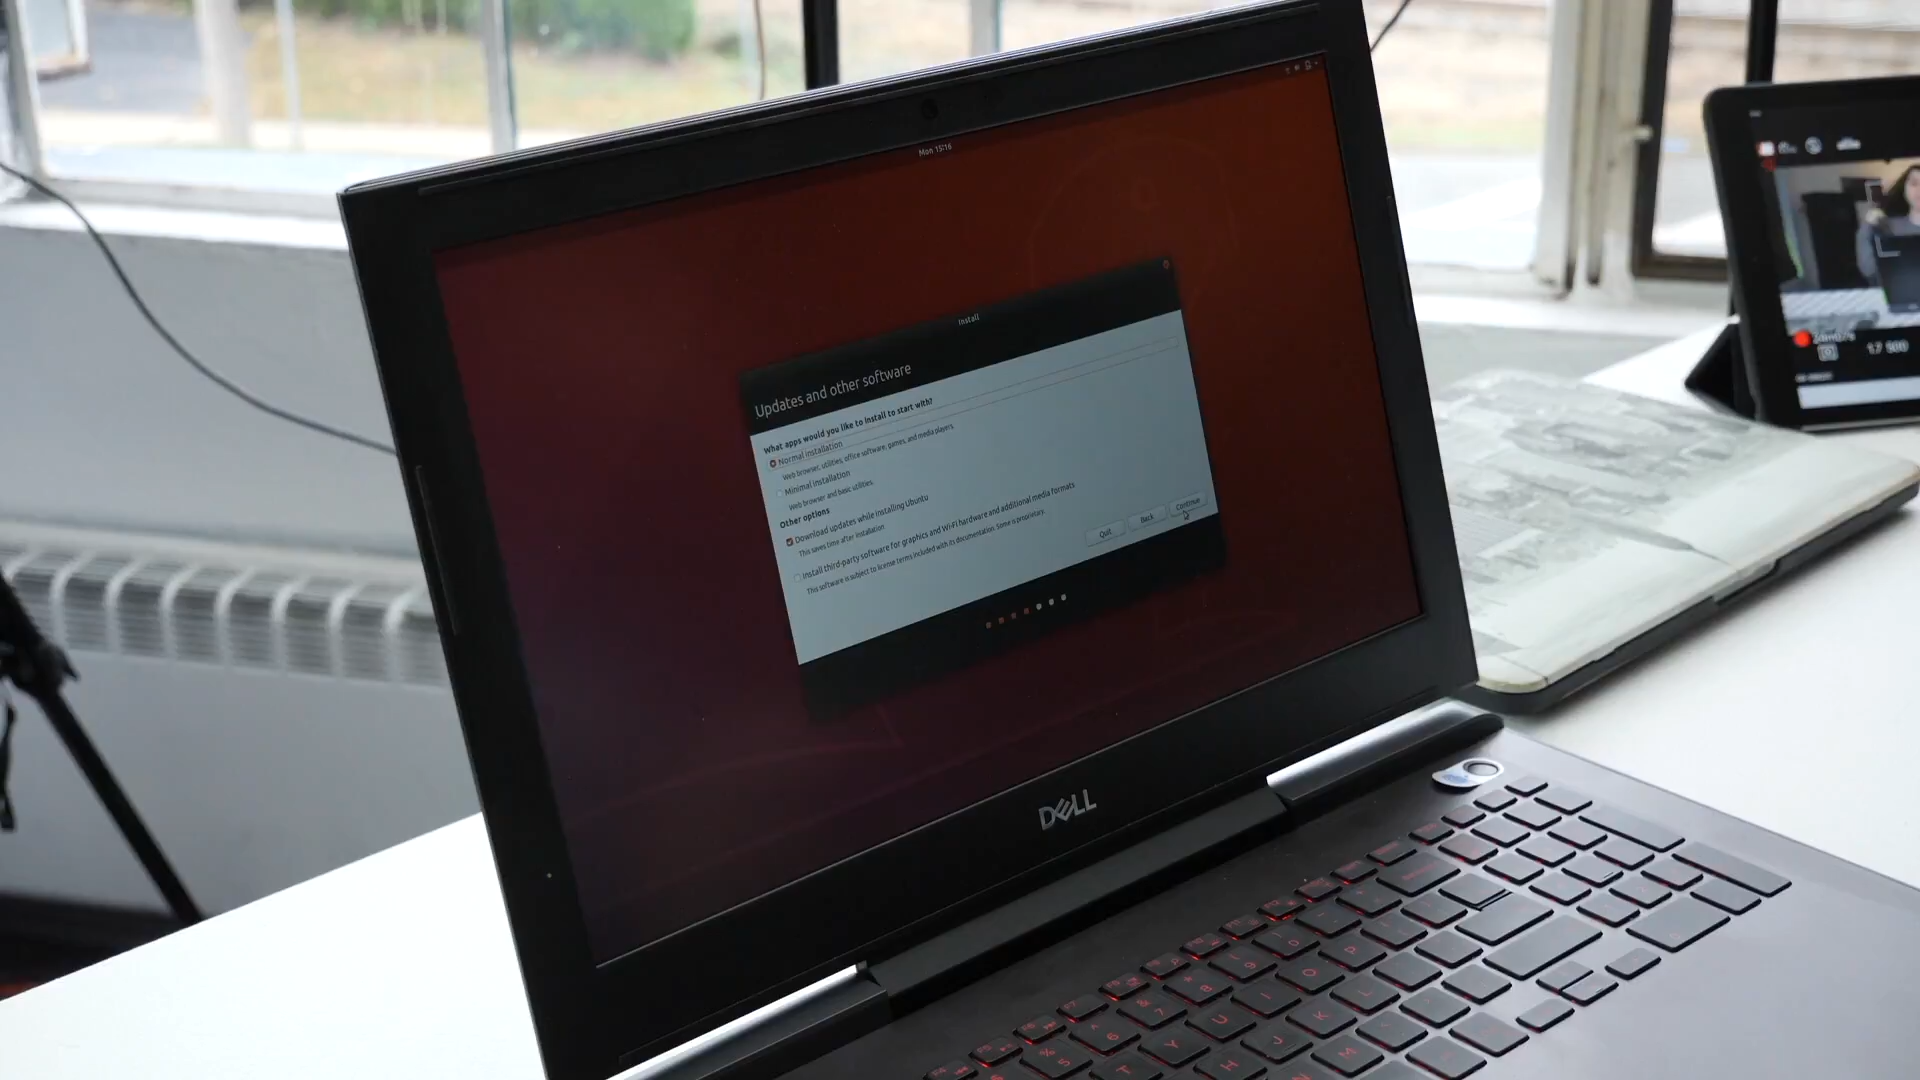 Mon 15:16
Install
Updates and other software
What apps would you like to install to start with?
Normal installation
Web browser, utilities, office software, games, and media players.
Minimal installation
Web browser and basic utilities.
Other options
Download updates while installing Ubuntu
This saves time after installation
Install third-party software for graphics and Wi-Fi hardware and additional media formats
This software is subject to license terms included with its documentation. Some is proprietary.
Quit Back Continue
DELL